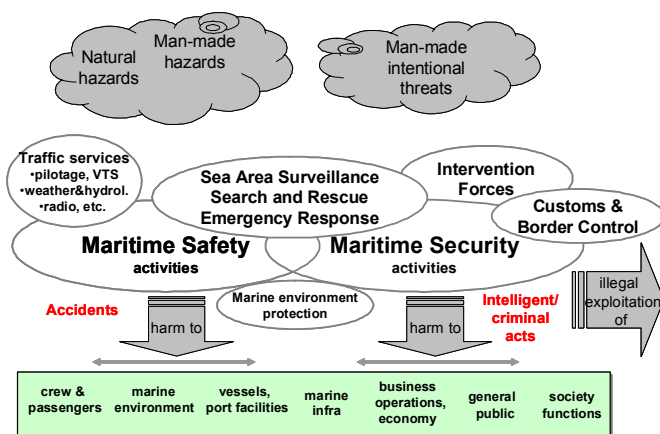 Natural
hazards
Man-made
hazards
Man-made
intentional
threats
Traffic services
•pilotage, VTS
•weather&hydrol.
•radio, etc.
Sea Area Surveillance
Search and Rescue
Emergency Response
Intervention
Forces
Customs &
Border Control
Maritime Safety
activities
Maritime Security
activities
Marine environment
protection
Accidents
harm to
harm to
Intelligent/
criminal
acts
illegal
exploitation
of
crew &
passengers
marine
environment
vessels,
port facilities
marine
infra
business
operations,
economy
general
public
society
functions